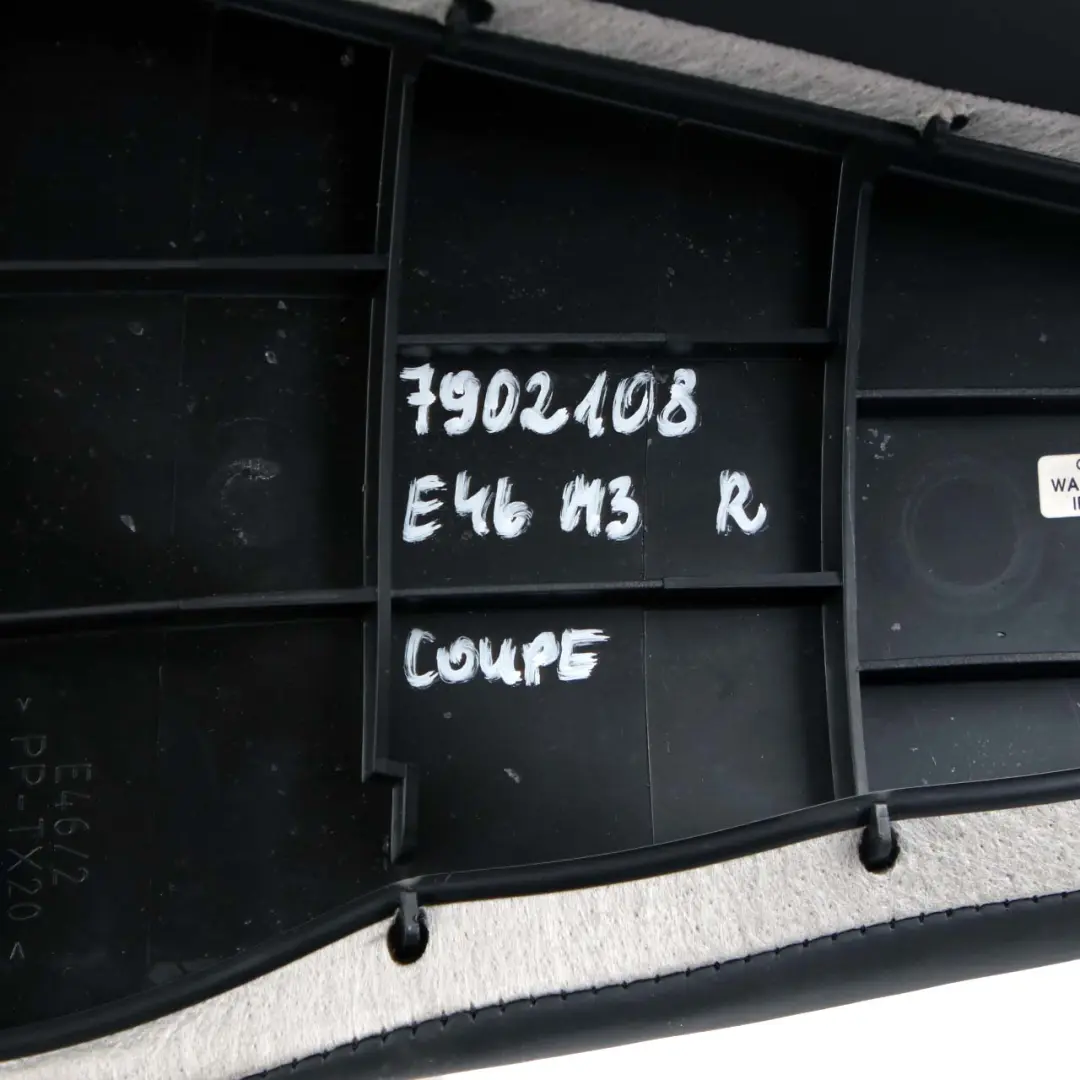 7902108
E46 M3 R
COUPE
E46/2
>PP-TX20<